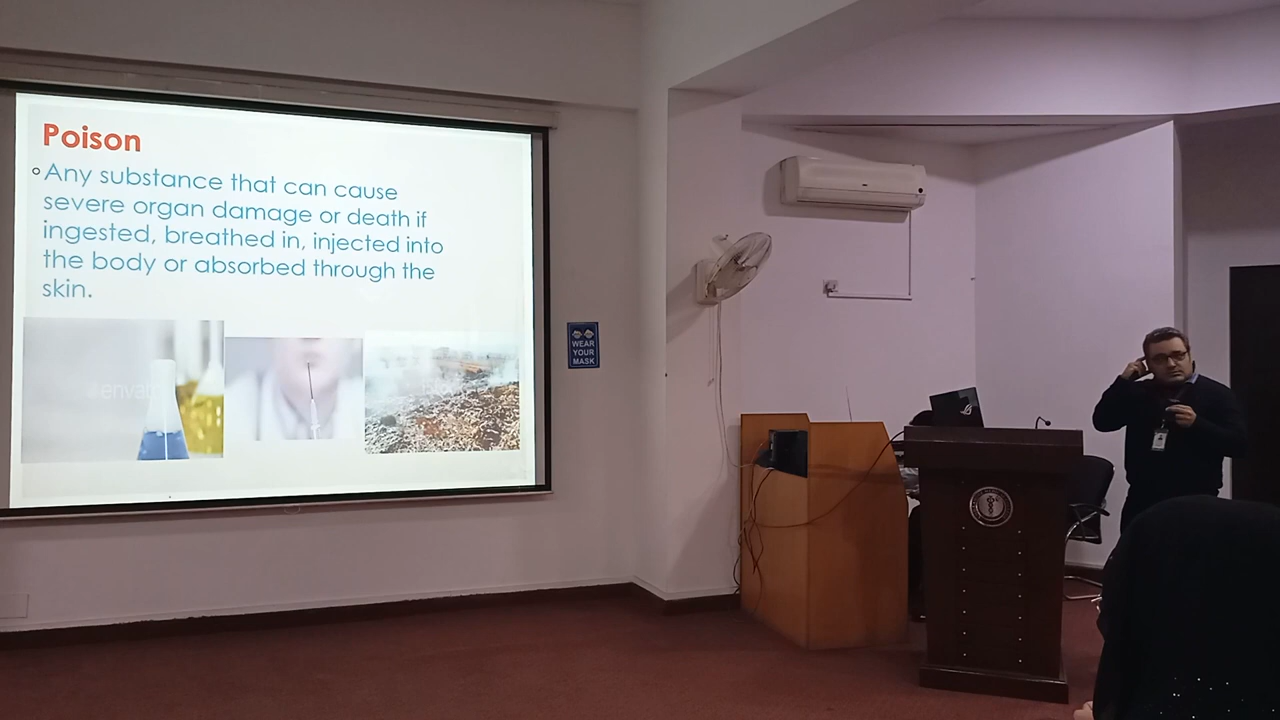 Poison
Any substance that can cause
severe organ damage or death if
ingested, breathed in, injected into
the body or absorbed through the
skin.
envato
WEAR
YOUR
MASK